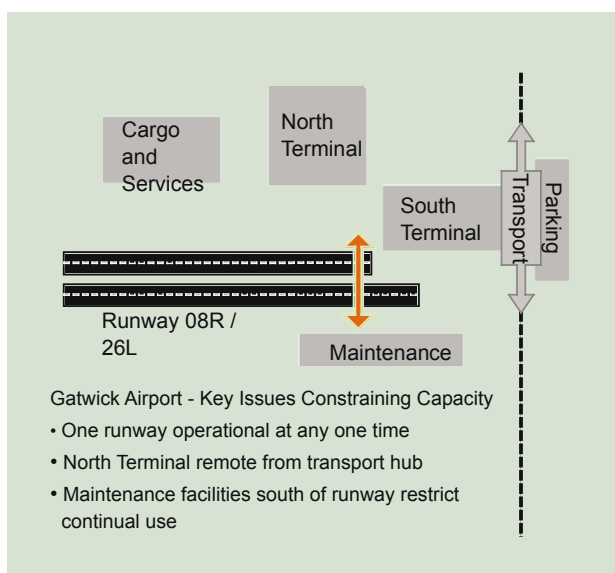 Cargo
and
Services
North
Terminal
South
Terminal
Transport
Parking
Runway 08R /
26L
Maintenance
Gatwick Airport - Key Issues Constraining Capacity
• One runway operational at any one time
• North Terminal remote from transport hub
• Maintenance facilities south of runway restrict
continual use